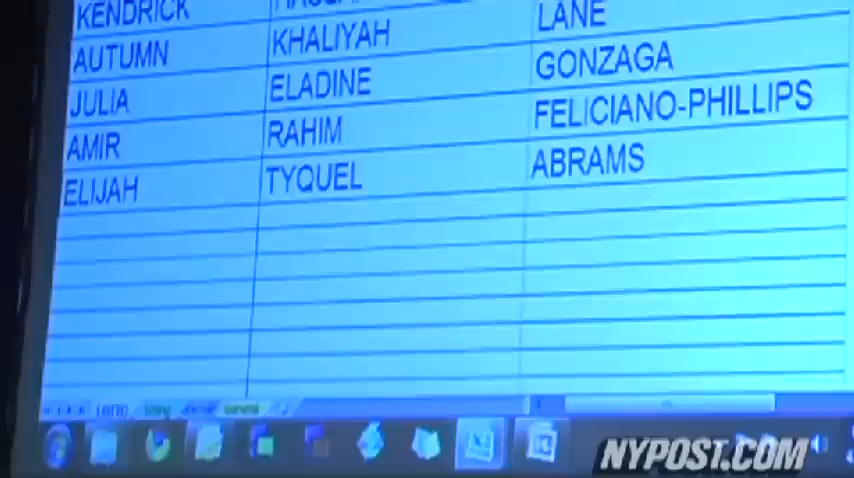 KENDRICK
AUTUMN KHALIYAH LANE
JULIA ELADINE GONZAGA
AMIR RAHIM FELICIANO-PHILLIPS
ELIJAH TYQUEL ABRAMS
NYPOST.COM